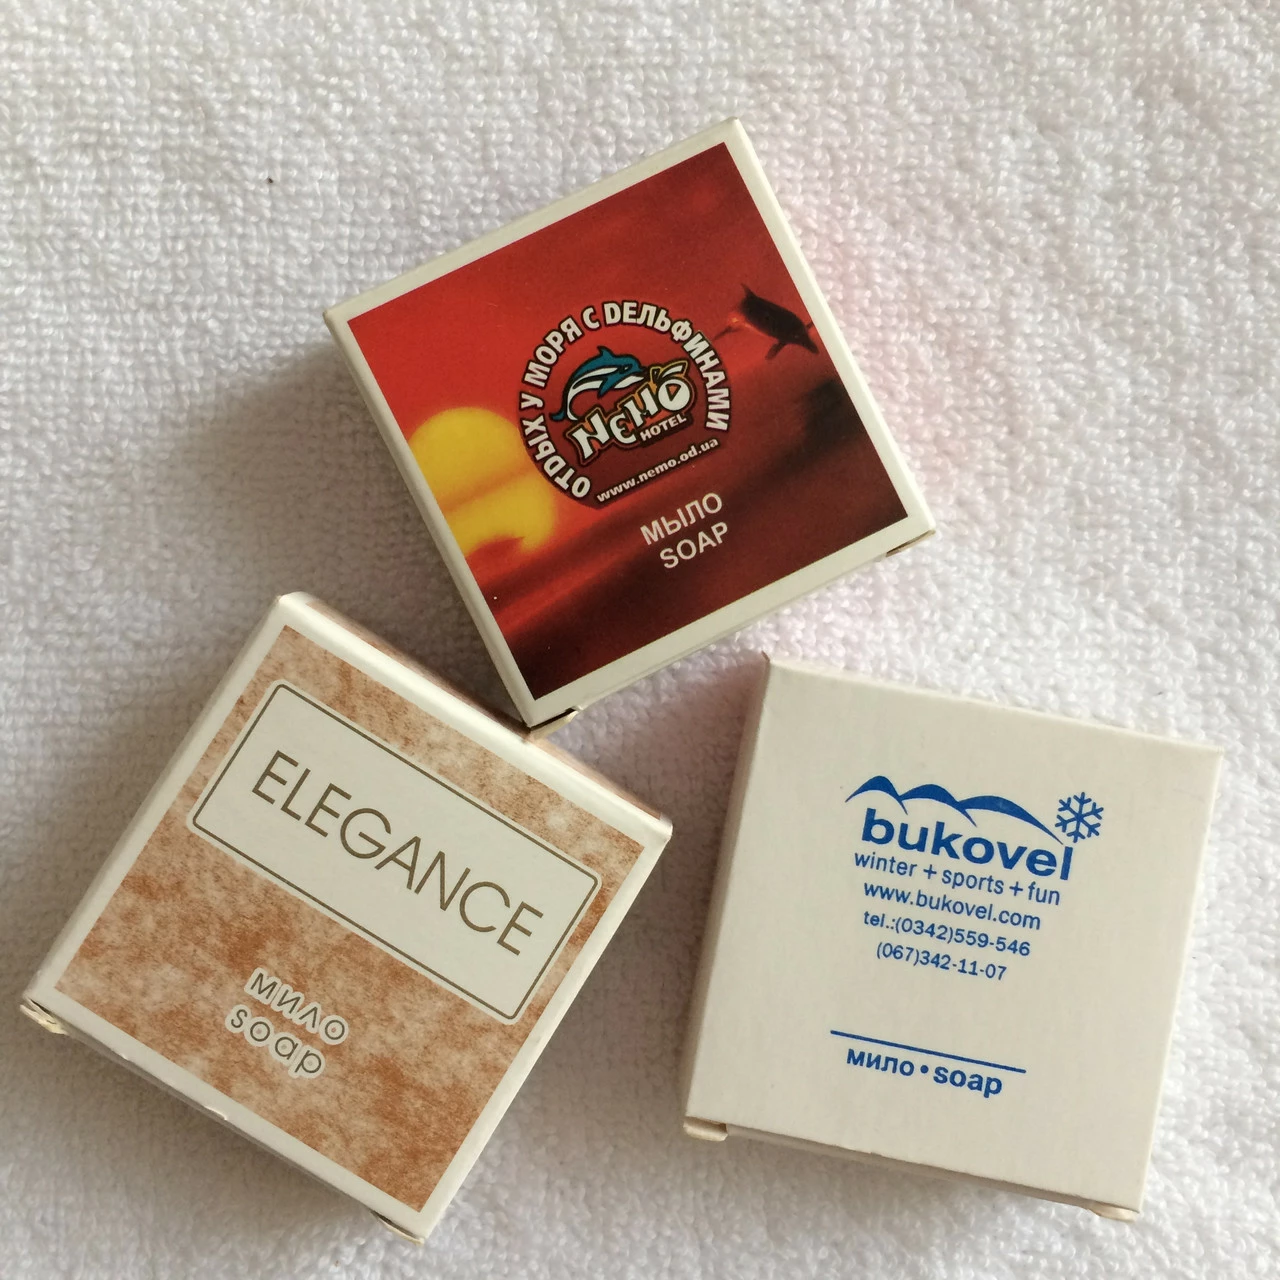 ОТДЫХ У МОРЯ С DЕЛЬФИНАМИ
NEMO
HOTEL
www.nemo.od.ua
МЫЛО
SOAP
ELEGANCE
мило
soap
bukovel
winter + sports + fun
www.bukovel.com
tel.:(0342)559-546
(067)342-11-07
мило • soap